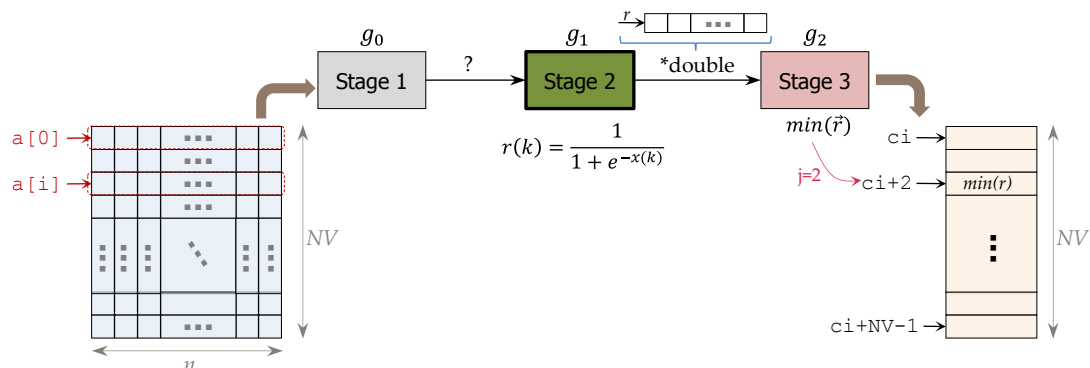 r
g₀
g₁
g₂
Stage 1
?
Stage 2
*double
Stage 3
r(k) = 1 / (1 + e^{-x(k)})
min(r⃗)
a[0]
a[i]
NV
n
j=2
ci
ci+2
min(r)
NV
ci+NV-1